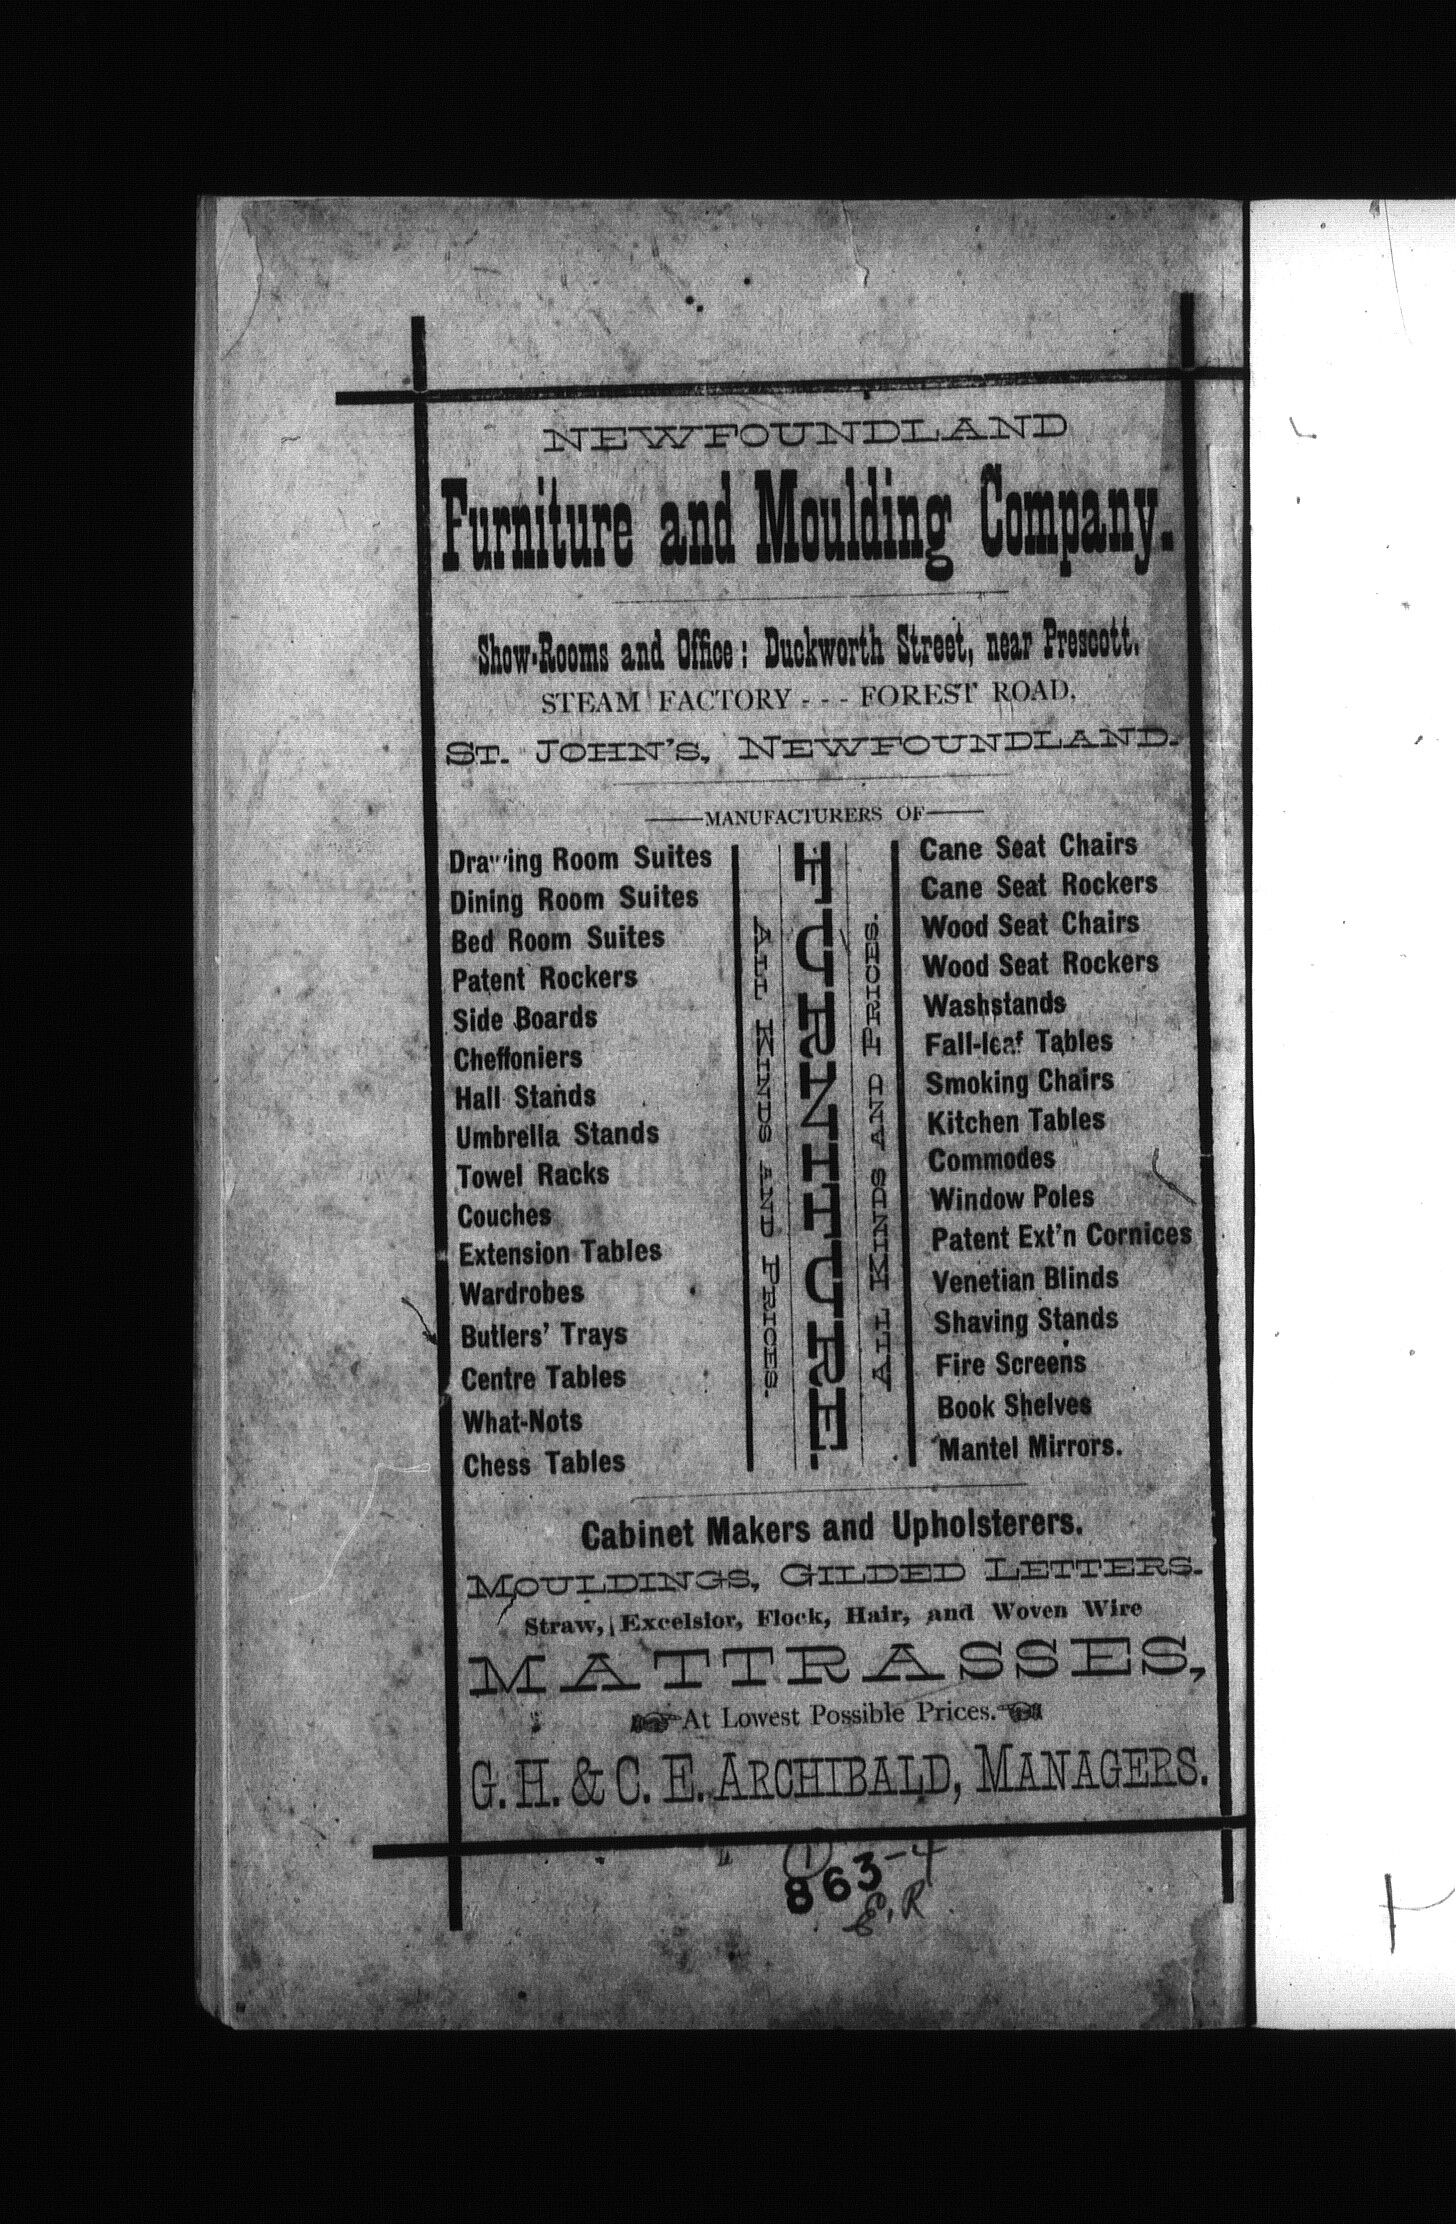 NEWFOUNDLAND
Furniture and Moulding Company.
Show-Rooms and Office: Duckworth Street, near Prescott.
STEAM FACTORY - - - FOREST ROAD.
ST. JOHN'S, NEWFOUNDLAND.
MANUFACTURERS OF
Drawing Room Suites
Dining Room Suites
Bed Room Suites
Patent Rockers
Side Boards
Cheffoniers
Hall Stands
Umbrella Stands
Towel Racks
Couches
Extension Tables
Wardrobes
Butlers' Trays
Centre Tables
What-Nots
Chess Tables
ALL KINDS AND PRICES.
FURNITURE.
ALL KINDS AND PRICES.
Cane Seat Chairs
Cane Seat Rockers
Wood Seat Chairs
Wood Seat Rockers
Washstands
Fall-leaf Tables
Smoking Chairs
Kitchen Tables
Commodes
Window Poles
Patent Ext'n Cornices
Venetian Blinds
Shaving Stands
Fire Screens
Book Shelves
Mantel Mirrors.
Cabinet Makers and Upholsterers.
MOULDINGS, GILDED LETTERS.
Straw, Excelsior, Flock, Hair, and Woven Wire
MATTRASSES,
At Lowest Possible Prices.
G. H. & C. E. ARCHIBALD, MANAGERS.
1
863-4
E.R